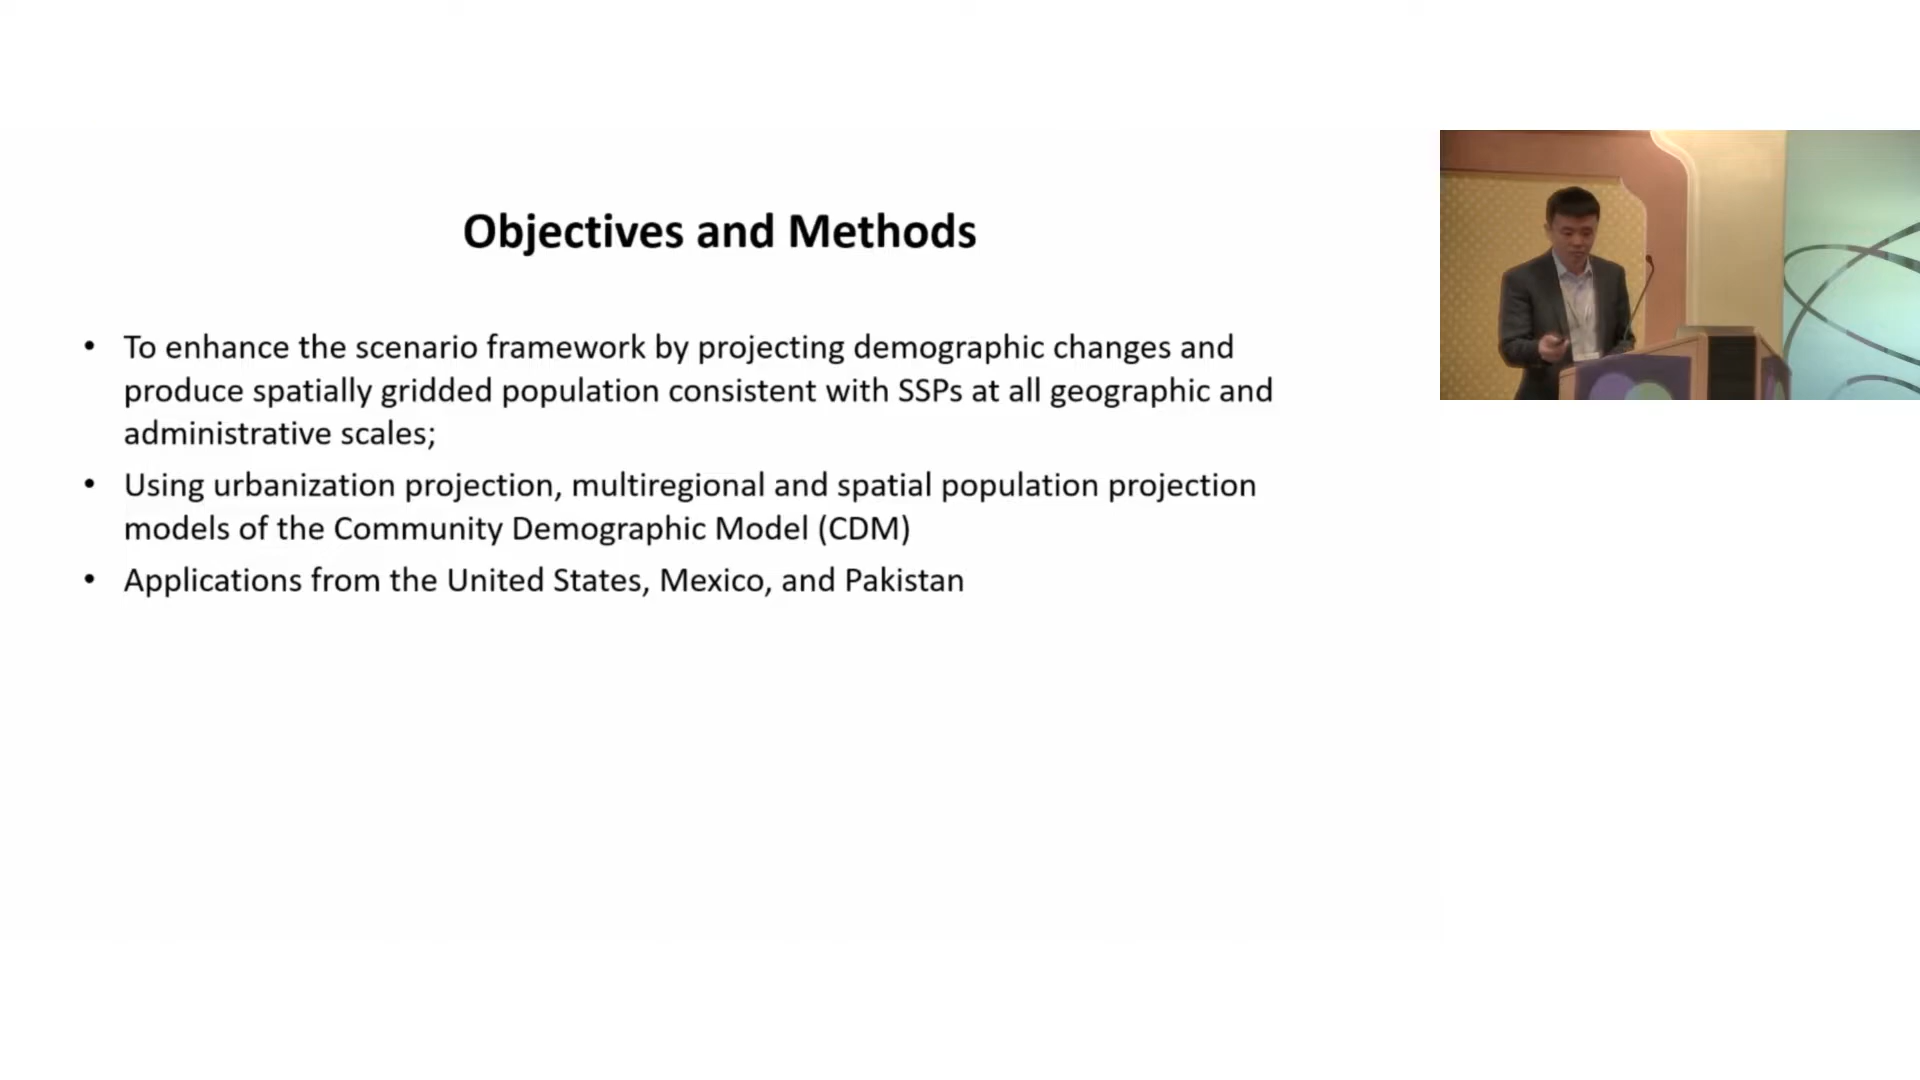 Objectives and Methods
• To enhance the scenario framework by projecting demographic changes and
produce spatially gridded population consistent with SSPs at all geographic and
administrative scales;
• Using urbanization projection, multiregional and spatial population projection
models of the Community Demographic Model (CDM)
• Applications from the United States, Mexico, and Pakistan